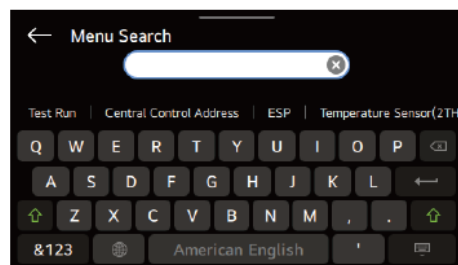 Menu Search
Test Run | Central Control Address | ESP | Temperature Sensor(2TH
Q W E R T Y U I O P
A S D F G H J K L
Z X C V B N M , .
&123 American English '